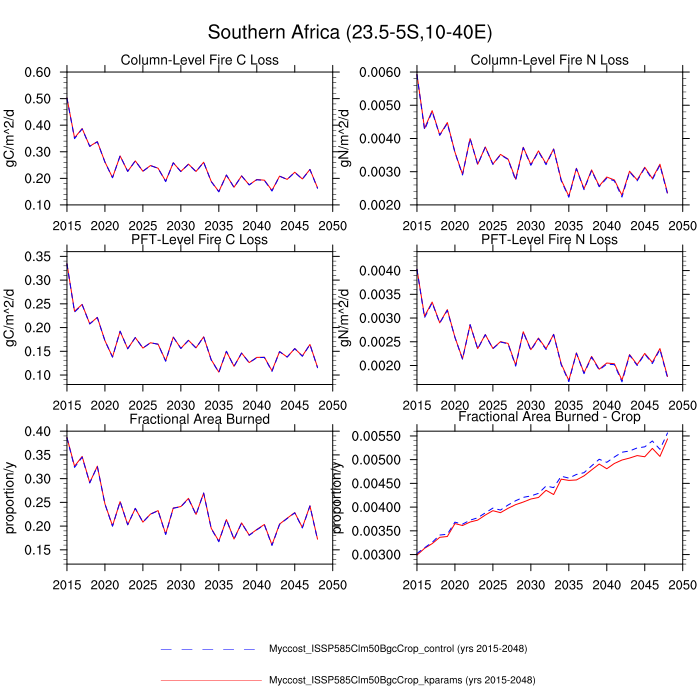 Southern Africa (23.5-5S,10-40E)
Column-Level Fire C Loss
gC/m^2/d
0.60
0.50
0.40
0.30
0.20
0.10
2015 2020 2025 2030 2035 2040 2045 2050
Column-Level Fire N Loss
gN/m^2/d
0.0060
0.0050
0.0040
0.0030
0.0020
2015 2020 2025 2030 2035 2040 2045 2050
PFT-Level Fire C Loss
gC/m^2/d
0.35
0.30
0.25
0.20
0.15
0.10
2015 2020 2025 2030 2035 2040 2045 2050
PFT-Level Fire N Loss
gN/m^2/d
0.0040
0.0035
0.0030
0.0025
0.0020
2015 2020 2025 2030 2035 2040 2045 2050
Fractional Area Burned
proportion/y
0.40
0.35
0.30
0.25
0.20
0.15
2015 2020 2025 2030 2035 2040 2045 2050
Fractional Area Burned - Crop
proportion/y
0.00550
0.00500
0.00450
0.00400
0.00350
0.00300
2015 2020 2025 2030 2035 2040 2045 2050
Myccost_ISSP585Clm50BgcCrop_control (yrs 2015-2048)
Myccost_ISSP585Clm50BgcCrop_kparams (yrs 2015-2048)